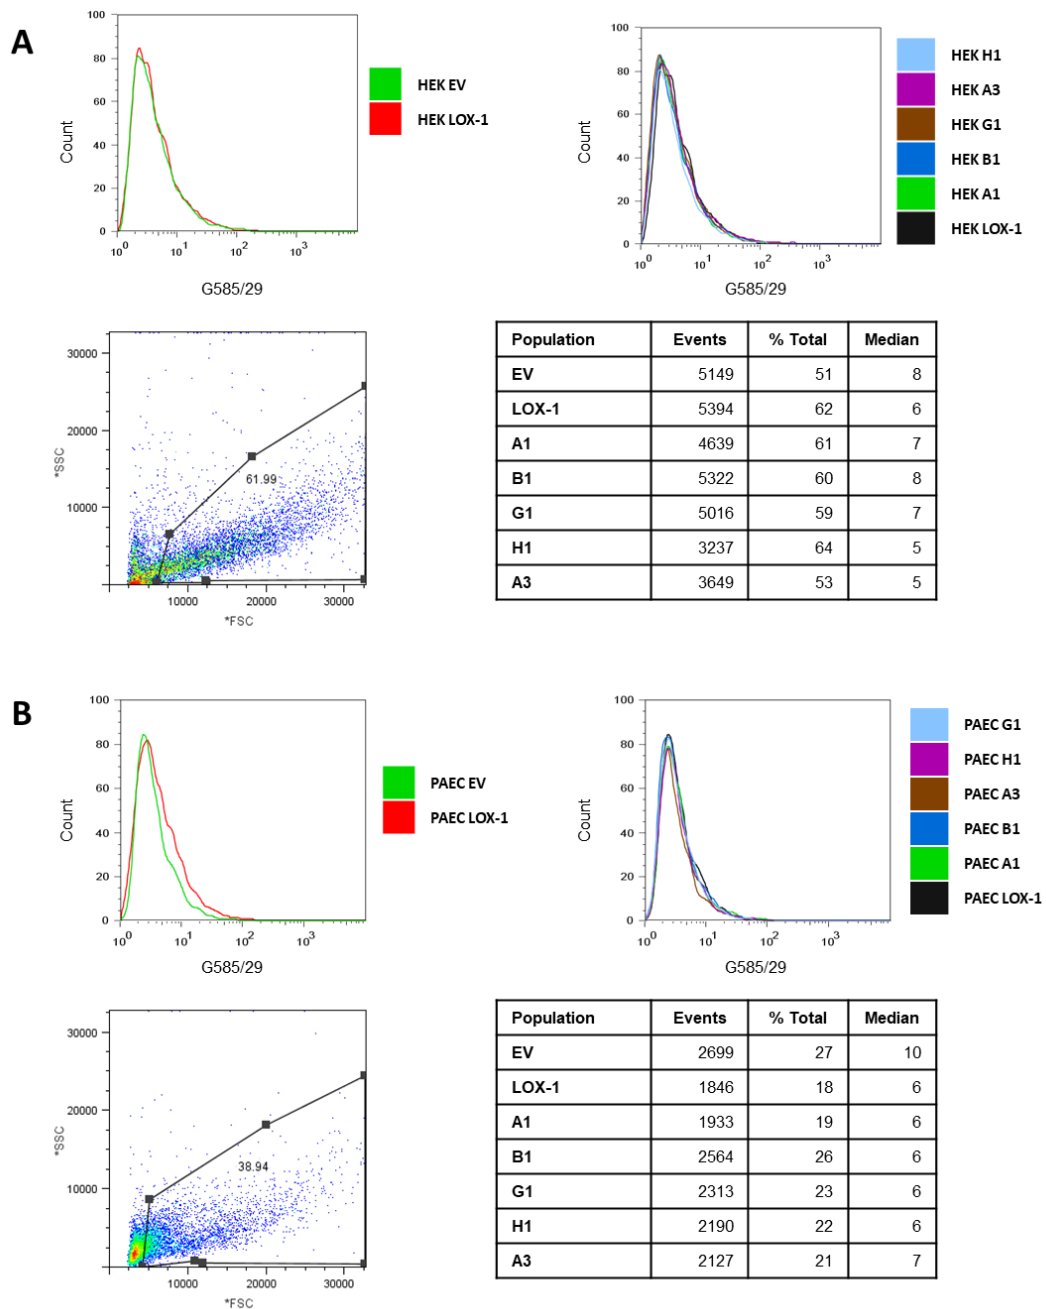 A
100
80
60
40
20
0
Count
10^0 10^1 10^2 10^3
G585/29
HEK EV
HEK LOX-1
100
80
60
40
20
0
Count
10^0 10^1 10^2 10^3
G585/29
HEK H1
HEK A3
HEK G1
HEK B1
HEK A1
HEK LOX-1
30000
20000
10000
*SSC
61.99
10000 20000 30000
*FSC
Population Events % Total Median
EV 5149 51 8
LOX-1 5394 62 6
A1 4639 61 7
B1 5322 60 8
G1 5016 59 7
H1 3237 64 5
A3 3649 53 5
B
100
80
60
40
20
0
Count
10^0 10^1 10^2 10^3
G585/29
PAEC EV
PAEC LOX-1
100
80
60
40
20
0
Count
10^0 10^1 10^2 10^3
G585/29
PAEC G1
PAEC H1
PAEC A3
PAEC B1
PAEC A1
PAEC LOX-1
30000
20000
10000
*SSC
38.94
10000 20000 30000
*FSC
Population Events % Total Median
EV 2699 27 10
LOX-1 1846 18 6
A1 1933 19 6
B1 2564 26 6
G1 2313 23 6
H1 2190 22 6
A3 2127 21 7